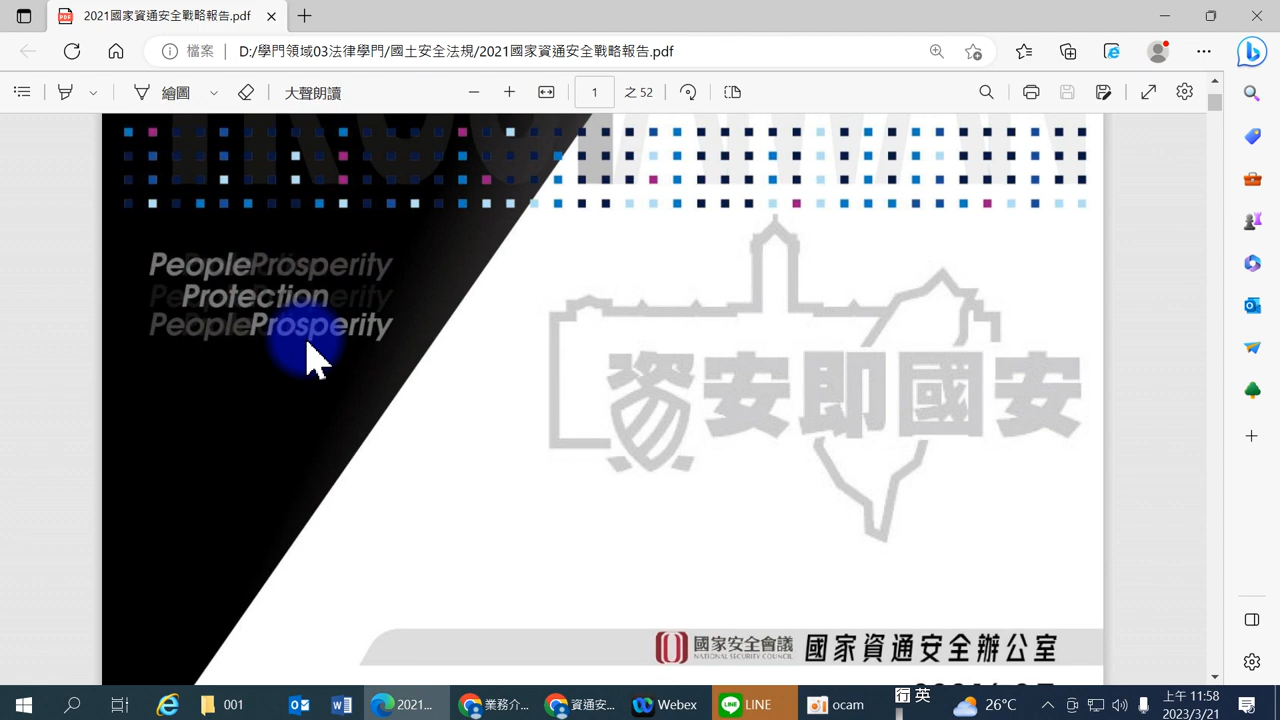 2021國家資通安全戰略報告.pdf
檔案 D:/學門領域03法律學門/國土安全法規/2021國家資通安全戰略報告.pdf
繪圖 大聲朗讀 1 之 52
PeopleProsperity
Protection
PeopleProsperity
資安即國安
國家安全會議
NATIONAL SECURITY COUNCIL
國家資通安全辦公室
001 2021... 業務介... 資通安... Webex LINE ocam 英 26°C
上午 11:58
2023/3/21